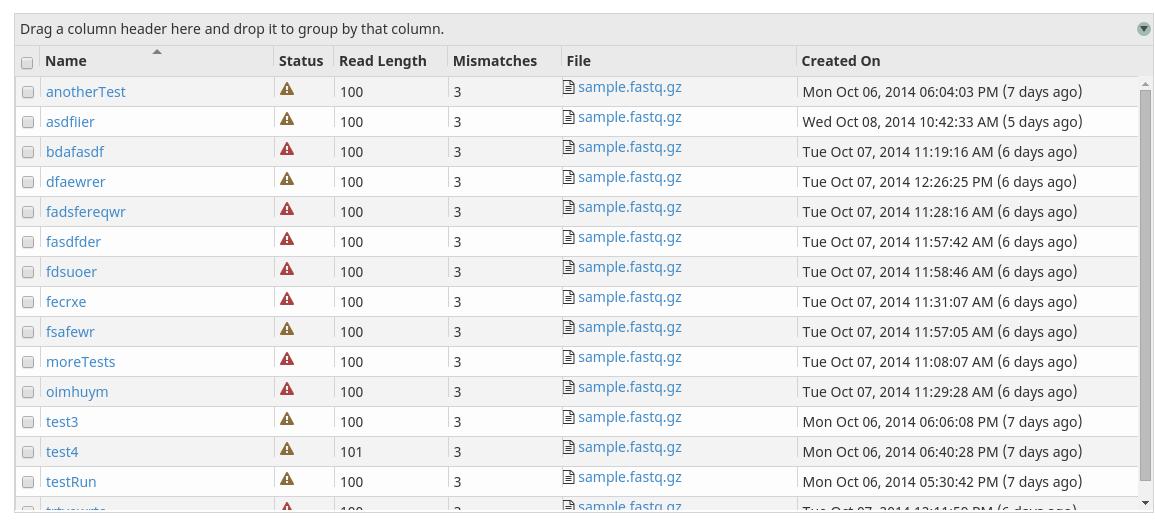 Drag a column header here and drop it to group by that column.
Name Status Read Length Mismatches File Created On
anotherTest 100 3 sample.fastq.gz Mon Oct 06, 2014 06:04:03 PM (7 days ago)
asdflier 100 3 sample.fastq.gz Wed Oct 08, 2014 10:42:33 AM (5 days ago)
bdafasdf 100 3 sample.fastq.gz Tue Oct 07, 2014 11:19:16 AM (6 days ago)
dfaewrer 100 3 sample.fastq.gz Tue Oct 07, 2014 12:26:25 PM (6 days ago)
fadsfereqwr 100 3 sample.fastq.gz Tue Oct 07, 2014 11:28:16 AM (6 days ago)
fasdfder 100 3 sample.fastq.gz Tue Oct 07, 2014 11:57:42 AM (6 days ago)
fdsuoer 100 3 sample.fastq.gz Tue Oct 07, 2014 11:58:46 AM (6 days ago)
fecrxe 100 3 sample.fastq.gz Tue Oct 07, 2014 11:31:07 AM (6 days ago)
fsafewr 100 3 sample.fastq.gz Tue Oct 07, 2014 11:57:05 AM (6 days ago)
moreTests 100 3 sample.fastq.gz Tue Oct 07, 2014 11:08:07 AM (6 days ago)
oimhuym 100 3 sample.fastq.gz Tue Oct 07, 2014 11:29:28 AM (6 days ago)
test3 100 3 sample.fastq.gz Mon Oct 06, 2014 06:06:08 PM (7 days ago)
test4 101 3 sample.fastq.gz Mon Oct 06, 2014 06:40:28 PM (7 days ago)
testRun 100 3 sample.fastq.gz Mon Oct 06, 2014 05:30:42 PM (7 days ago)
sample.fastq.gz